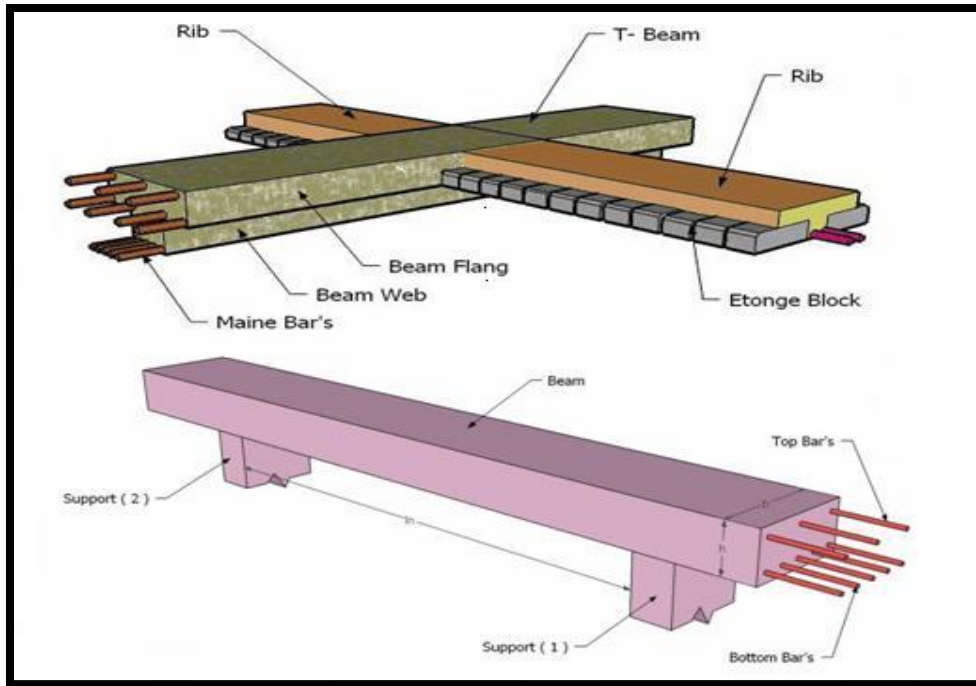 Rib
T- Beam
Rib
Beam Flang
Beam Web
Etonge Block
Maine Bar's
Beam
Top Bar's
b
Support ( 2 )
ln
h
Support ( 1 )
Bottom Bar's